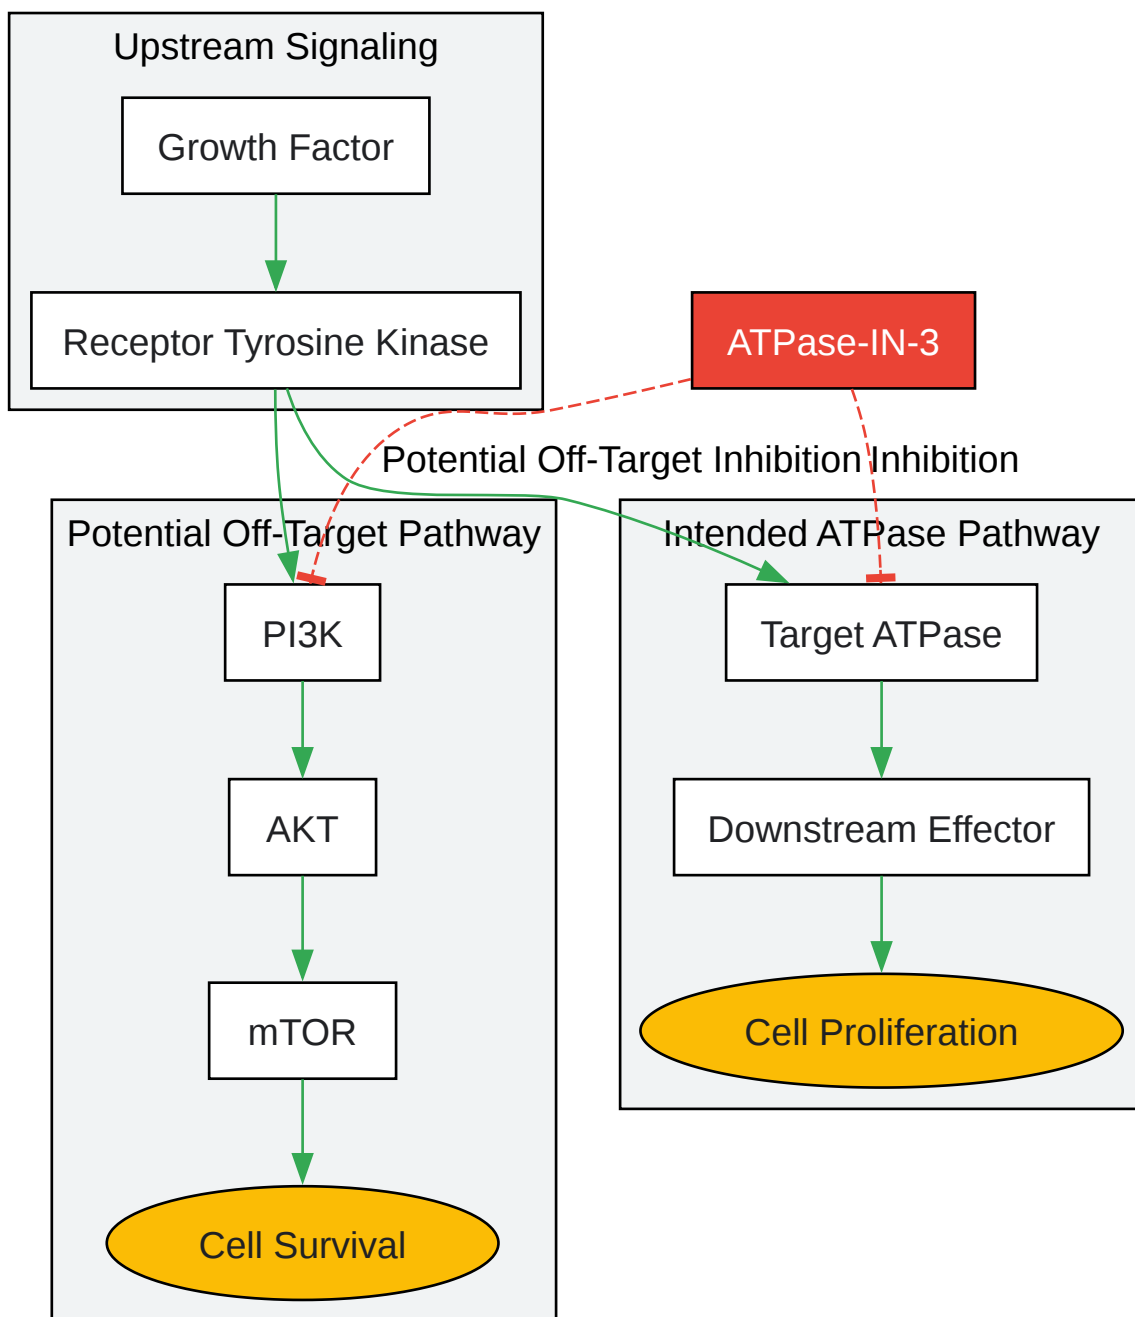 Upstream Signaling
Growth Factor
Receptor Tyrosine Kinase
ATPase-IN-3
Potential Off-Target Inhibition
Inhibition
Potential Off-Target Pathway
Intended ATPase Pathway
PI3K
Target ATPase
AKT
Downstream Effector
mTOR
Cell Proliferation
Cell Survival